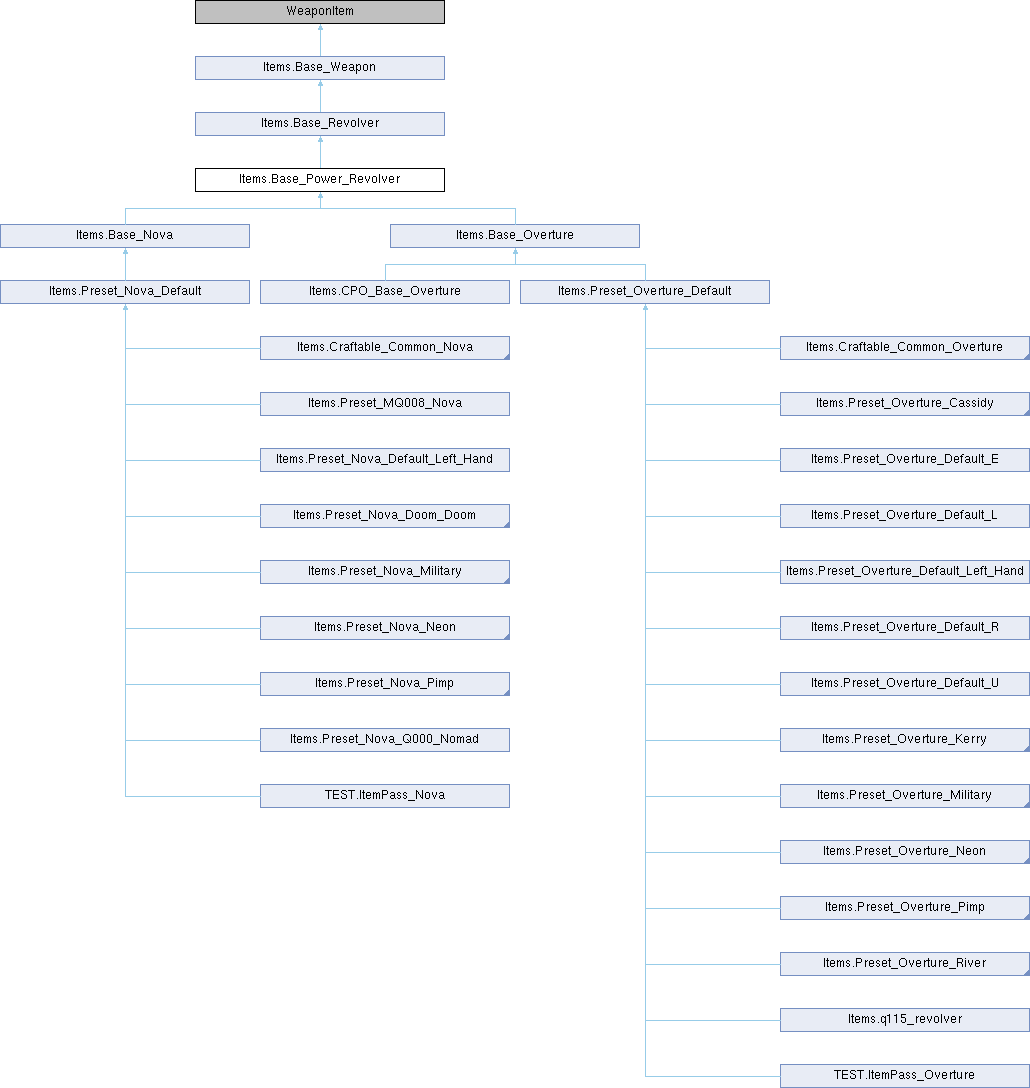 WeaponItem
Items.Base_Weapon
Items.Base_Revolver
Items.Base_Power_Revolver
Items.Base_Nova
Items.Base_Overture
Items.Preset_Nova_Default
Items.CPO_Base_Overture
Items.Preset_Overture_Default
Items.Craftable_Common_Nova
Items.Craftable_Common_Overture
Items.Preset_MQ008_Nova
Items.Preset_Overture_Cassidy
Items.Preset_Nova_Default_Left_Hand
Items.Preset_Overture_Default_E
Items.Preset_Nova_Doom_Doom
Items.Preset_Overture_Default_L
Items.Preset_Nova_Military
Items.Preset_Overture_Default_Left_Hand
Items.Preset_Nova_Neon
Items.Preset_Overture_Default_R
Items.Preset_Nova_Pimp
Items.Preset_Overture_Default_U
Items.Preset_Nova_Q000_Nomad
Items.Preset_Overture_Kerry
TEST.ItemPass_Nova
Items.Preset_Overture_Military
Items.Preset_Overture_Neon
Items.Preset_Overture_Pimp
Items.Preset_Overture_River
Items.q115_revolver
TEST.ItemPass_Overture